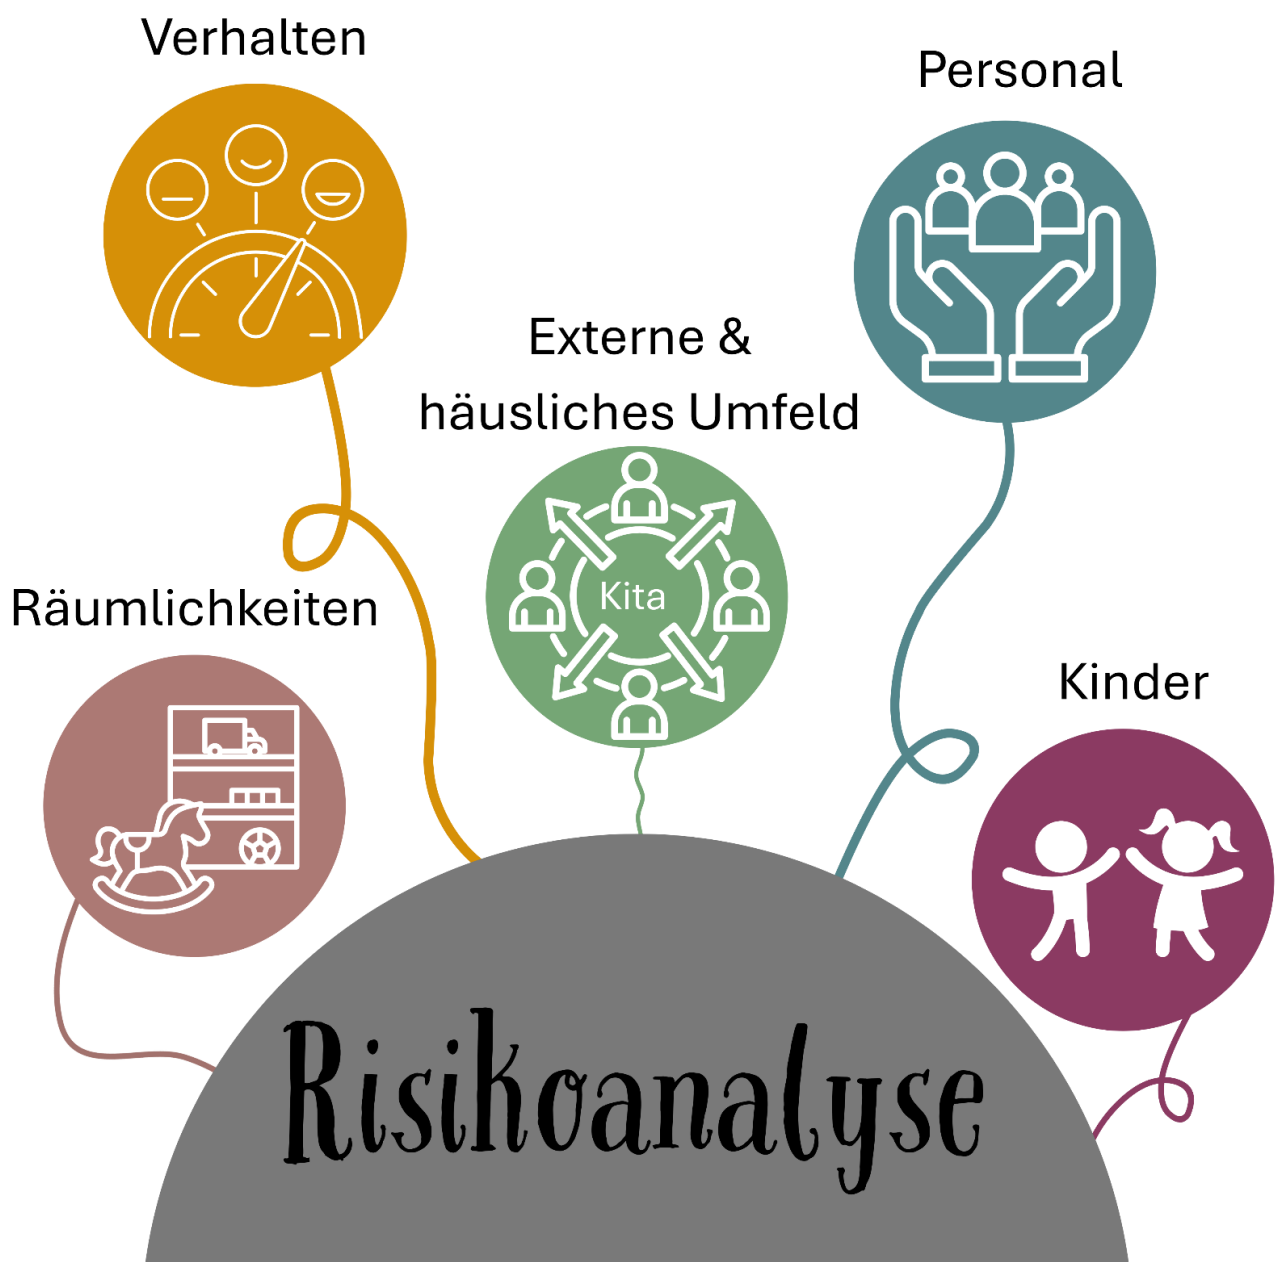 Verhalten
Personal
Externe &
häusliches Umfeld
Kita
Räumlichkeiten
Kinder
Risikoanalyse